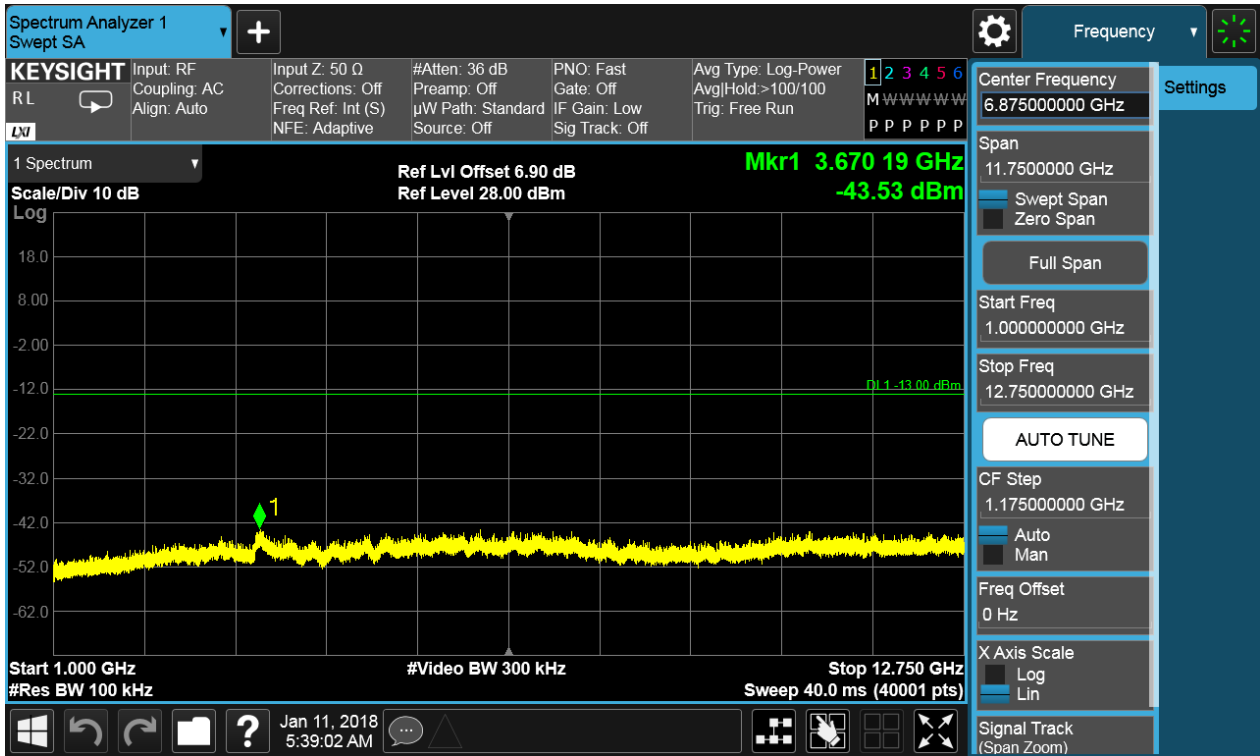 Spectrum Analyzer 1
Swept SA
+
Frequency
KEYSIGHT
RL
LXI
Input: RF
Coupling: AC
Align: Auto
Input Z: 50 Ω
Corrections: Off
Freq Ref: Int (S)
NFE: Adaptive
#Atten: 36 dB
Preamp: Off
µW Path: Standard
Source: Off
PNO: Fast
Gate: Off
IF Gain: Low
Sig Track: Off
Avg Type: Log-Power
Avg|Hold:>100/100
Trig: Free Run
1 2 3 4 5 6
M W W W W W
P P P P P P
1 Spectrum
Scale/Div 10 dB
Log
Ref Lvl Offset 6.90 dB
Ref Level 28.00 dBm
Mkr1 3.670 19 GHz
-43.53 dBm
18.0
8.00
-2.00
-12.0
DL1 -13.00 dBm
-22.0
-32.0
1
-42.0
-52.0
-62.0
Start 1.000 GHz
#Res BW 100 kHz
#Video BW 300 kHz
Stop 12.750 GHz
Sweep 40.0 ms (40001 pts)
?
Jan 11, 2018
5:39:02 AM
Center Frequency
6.875000000 GHz
Span
11.7500000 GHz
Swept Span
Zero Span
Full Span
Start Freq
1.000000000 GHz
Stop Freq
12.750000000 GHz
AUTO TUNE
CF Step
1.175000000 GHz
Auto
Man
Freq Offset
0 Hz
X Axis Scale
Log
Lin
Signal Track
(Span Zoom)
Settings